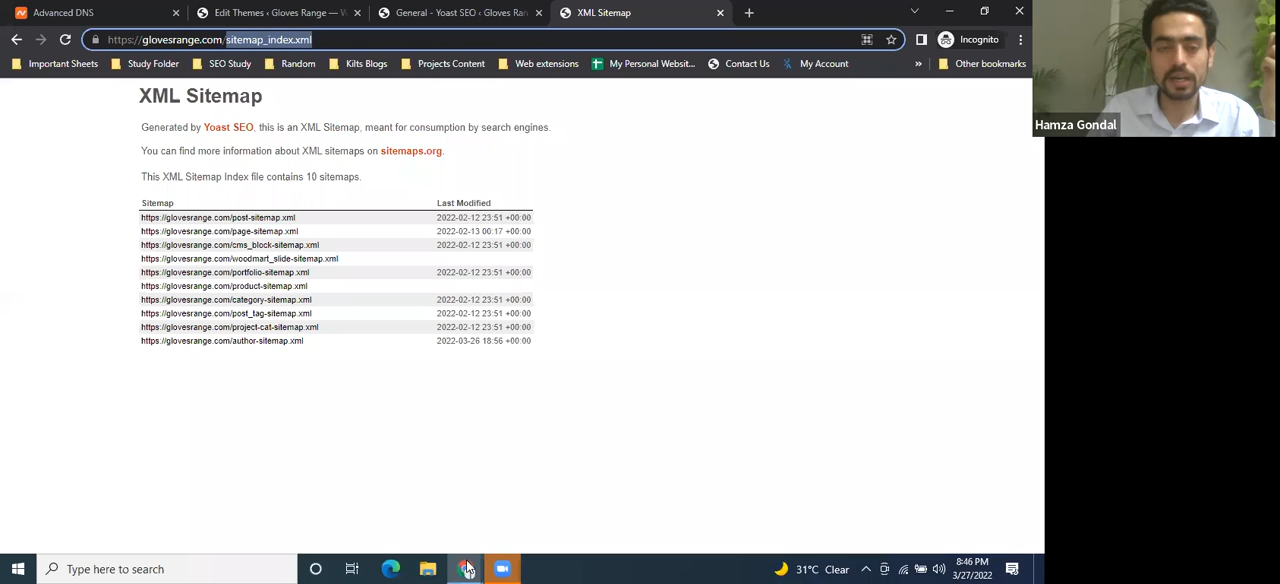 Advanced DNS
Edit Themes ‹ Gloves Range — W
General - Yoast SEO ‹ Gloves Ran
XML Sitemap
https://glovesrange.com/sitemap_index.xml
Incognito
Important Sheets
Study Folder
SEO Study
Random
Kilts Blogs
Projects Content
Web extensions
My Personal Websit...
Contact Us
My Account
»
Other bookmarks
XML Sitemap
Generated by Yoast SEO, this is an XML Sitemap, meant for consumption by search engines.
You can find more information about XML sitemaps on sitemaps.org.
This XML Sitemap Index file contains 10 sitemaps.
Sitemap Last Modified
https://glovesrange.com/post-sitemap.xml 2022-02-12 23:51 +00:00
https://glovesrange.com/page-sitemap.xml 2022-02-13 00:17 +00:00
https://glovesrange.com/cms_block-sitemap.xml 2022-02-12 23:51 +00:00
https://glovesrange.com/woodmart_slide-sitemap.xml
https://glovesrange.com/portfolio-sitemap.xml 2022-02-12 23:51 +00:00
https://glovesrange.com/product-sitemap.xml
https://glovesrange.com/category-sitemap.xml 2022-02-12 23:51 +00:00
https://glovesrange.com/post_tag-sitemap.xml 2022-02-12 23:51 +00:00
https://glovesrange.com/project-cat-sitemap.xml 2022-02-12 23:51 +00:00
https://glovesrange.com/author-sitemap.xml 2022-03-26 18:56 +00:00
Hamza Gondal
Type here to search
31°C Clear
8:46 PM
3/27/2022